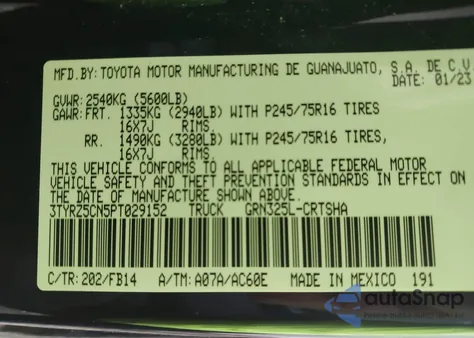 MFD.BY: TOYOTA MOTOR MANUFACTURING DE GUANAJUATO, S.A. DE C.V.
DATE: 01/23
GVWR: 2540KG (5600LB)
GAWR: FRT. 1335KG (2940LB) WITH P245/75R16 TIRES
16X7J RIMS.
RR. 1490KG (3280LB) WITH P245/75R16 TIRES,
16X7J RIMS.
THIS VEHICLE CONFORMS TO ALL APPLICABLE FEDERAL MOTOR
VEHICLE SAFETY AND THEFT PREVENTION STANDARDS IN EFFECT ON
THE DATE OF MANUFACTURE SHOWN ABOVE.
3TYRZ5CN5PT029152 TRUCK GRN325L-CRTSHA
C/TR: 202/FB14 A/TM: A07A/AC60E MADE IN MEXICO 191
autoSnap